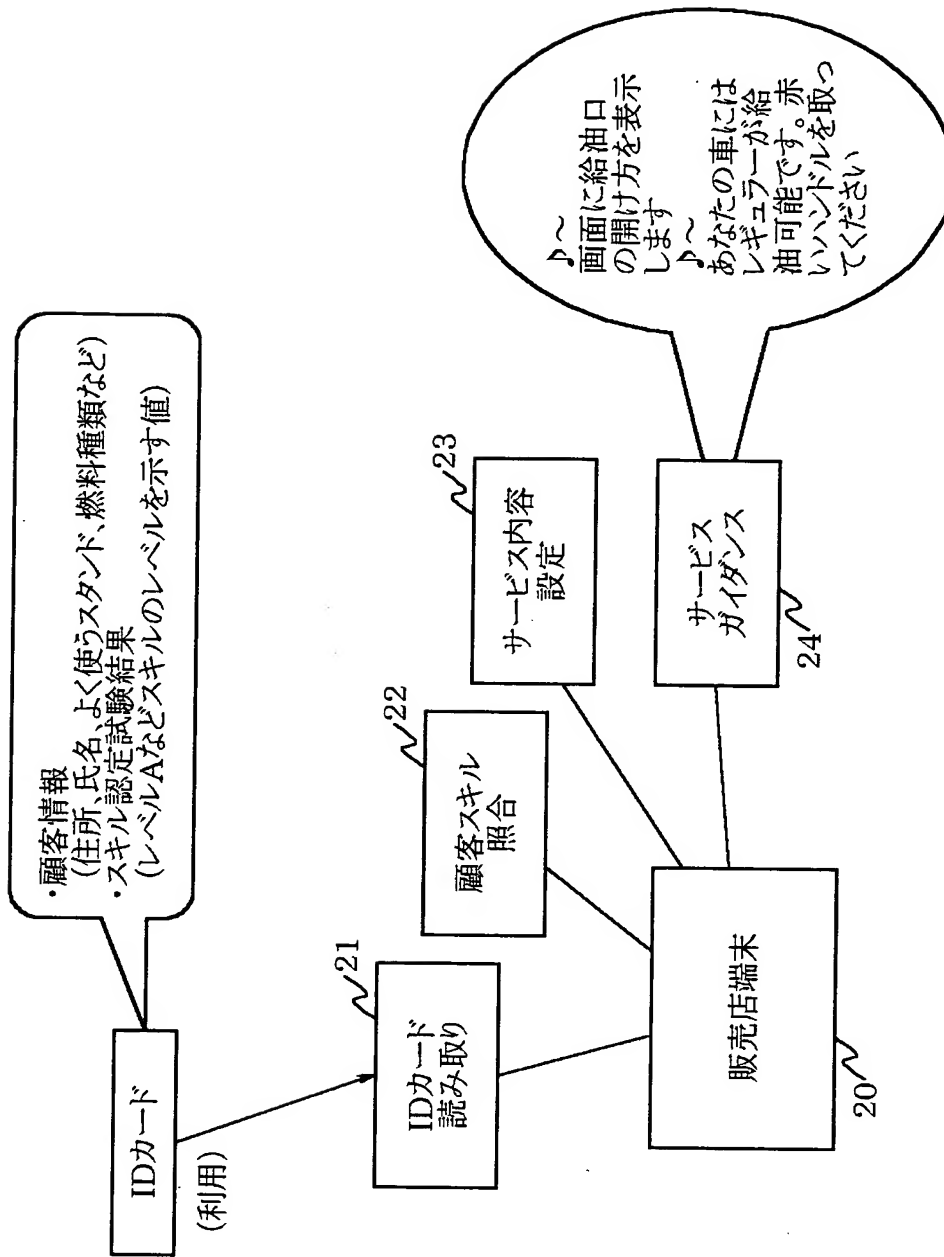 IDカード
(利用)
・顧客情報
(住所、氏名、よく使うスタンド、燃料種類など)
・スキル認定試験結果
(レベルAなどスキルのレベルを示す値)
21
IDカード
読み取り
22
顧客スキル
照合
23
サービス内容
設定
20
販売店端末
24
サービス
ガイダンス
♪～
画面に給油口
の開け方を表示
します
♪～
あなたの車には
レギュラーが給
油可能です。赤
いハンドルを取っ
てください